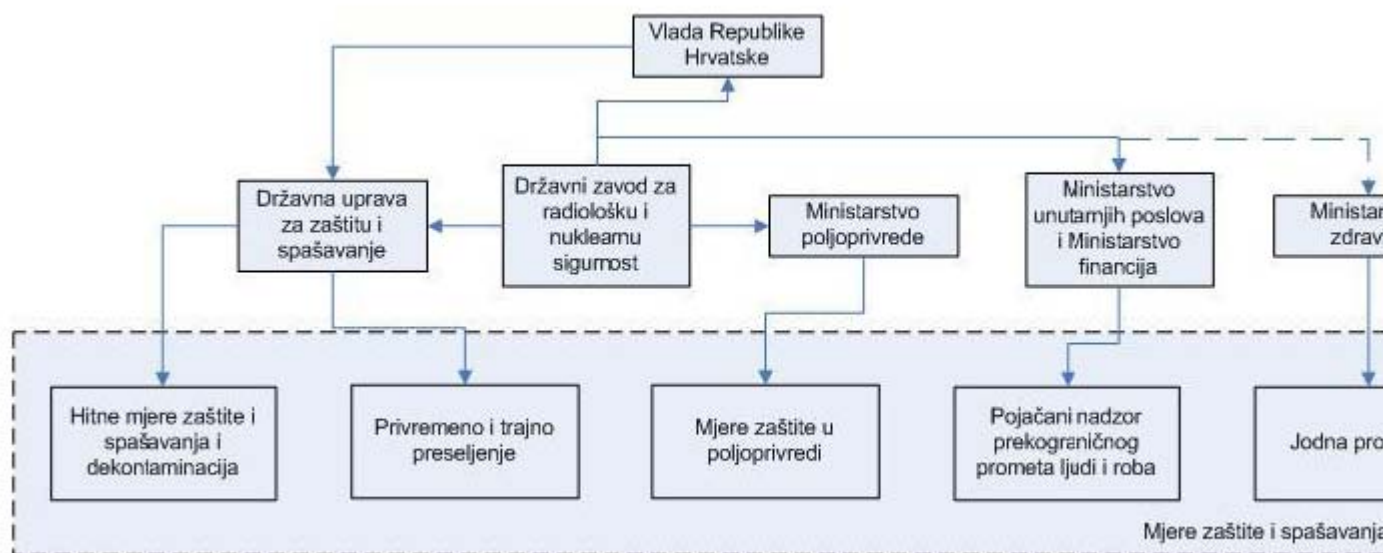 Vlada Republike
Hrvatske
Državna uprava
za zaštitu i
spašavanje
Državni zavod za
radiološku i
nuklearnu
sigurnost
Ministarstvo
poljoprivrede
Ministarstvo
unutarnjih poslova
i Ministarstvo
financija
Hitne mjere zaštite i
spašavanja i
dekontaminacija
Privremeno i trajno
preseljenje
Mjere zaštite u
poljoprivredi
Pojačani nadzor
prekograničnog
prometa ljudi i roba
Jodna
Mjere zaštite i spašavanja